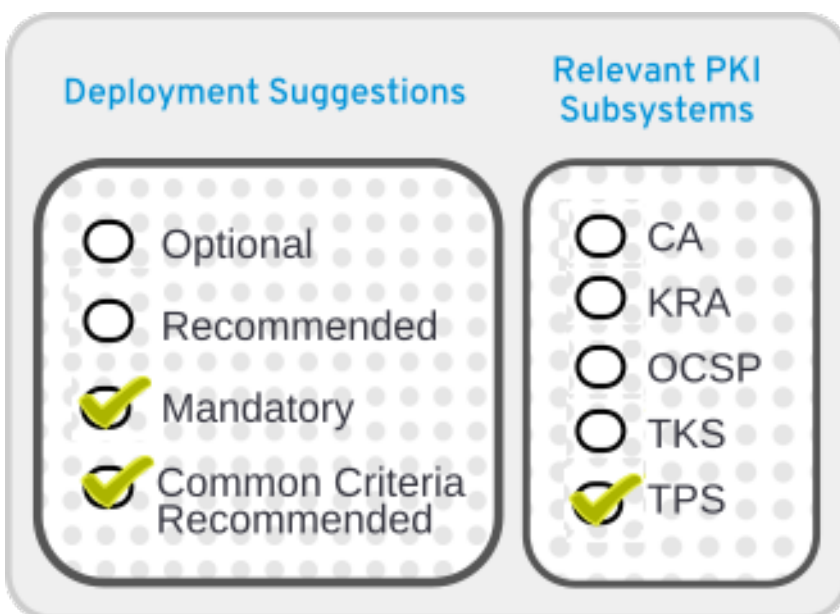 Deployment Suggestions
Optional
Recommended
Mandatory
Common Criteria
Recommended
Relevant PKI
Subsystems
CA
KRA
OCSP
TKS
TPS